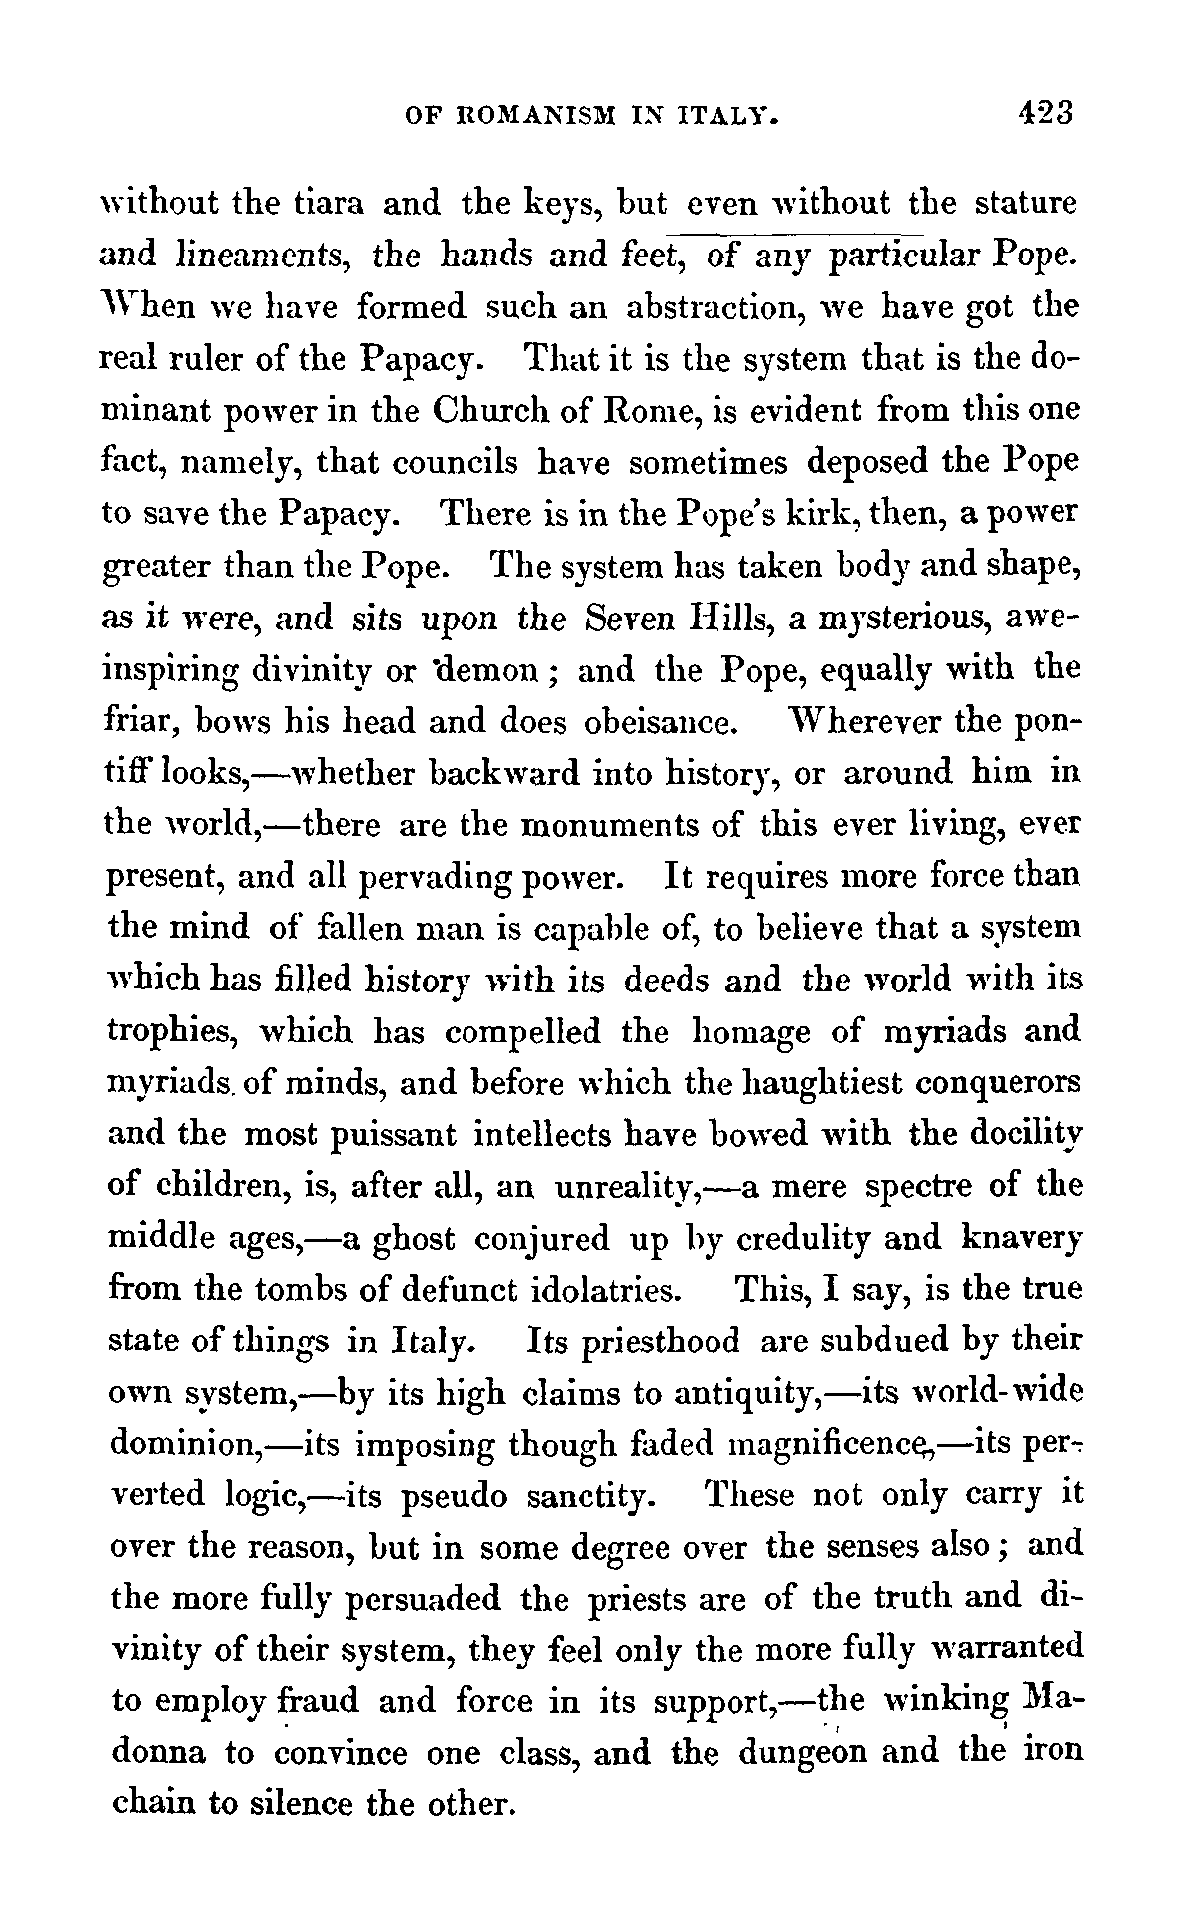 OF ROMANISM IN ITALY. 423
without the tiara and the keys, but even without the stature
and lineaments, the hands and feet, of any particular Pope.
When we have formed such an abstraction, we have got the
real ruler of the Papacy. That it is the system that is the do-
minant power in the Church of Rome, is evident from this one
fact, namely, that councils have sometimes deposed the Pope
to save the Papacy. There is in the Pope's kirk, then, a power
greater than the Pope. The system has taken body and shape,
as it were, and sits upon the Seven Hills, a mysterious, awe-
inspiring divinity or demon; and the Pope, equally with the
friar, bows his head and does obeisance. Wherever the pon-
tiff looks,—whether backward into history, or around him in
the world,—there are the monuments of this ever living, ever
present, and all pervading power. It requires more force than
the mind of fallen man is capable of, to believe that a system
which has filled history with its deeds and the world with its
trophies, which has compelled the homage of myriads and
myriads of minds, and before which the haughtiest conquerors
and the most puissant intellects have bowed with the docility
of children, is, after all, an unreality,—a mere spectre of the
middle ages,—a ghost conjured up by credulity and knavery
from the tombs of defunct idolatries. This, I say, is the true
state of things in Italy. Its priesthood are subdued by their
own system,—by its high claims to antiquity,—its world-wide
dominion,—its imposing though faded magnificence,—its per-
verted logic,—its pseudo sanctity. These not only carry it
over the reason, but in some degree over the senses also; and
the more fully persuaded the priests are of the truth and di-
vinity of their system, they feel only the more fully warranted
to employ fraud and force in its support,—the winking Ma-
donna to convince one class, and the dungeon and the iron
chain to silence the other.